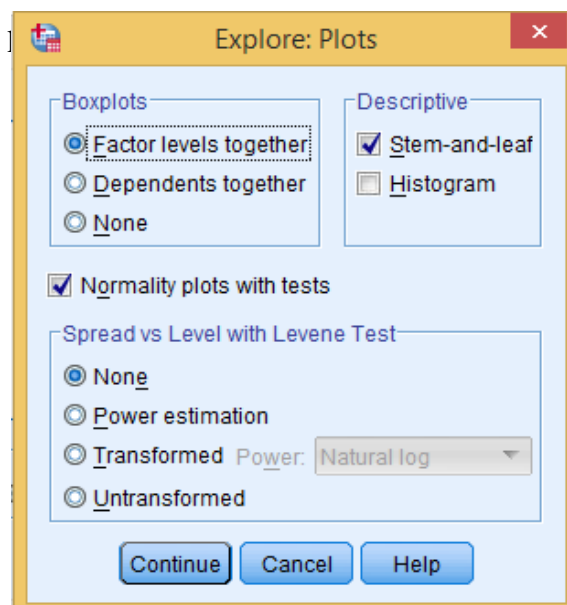 Explore: Plots
Boxplots
Factor levels together
Dependents together
None
Descriptive
Stem-and-leaf
Histogram
Normality plots with tests
Spread vs Level with Levene Test
None
Power estimation
Transformed Power: Natural log
Untransformed
Continue Cancel Help